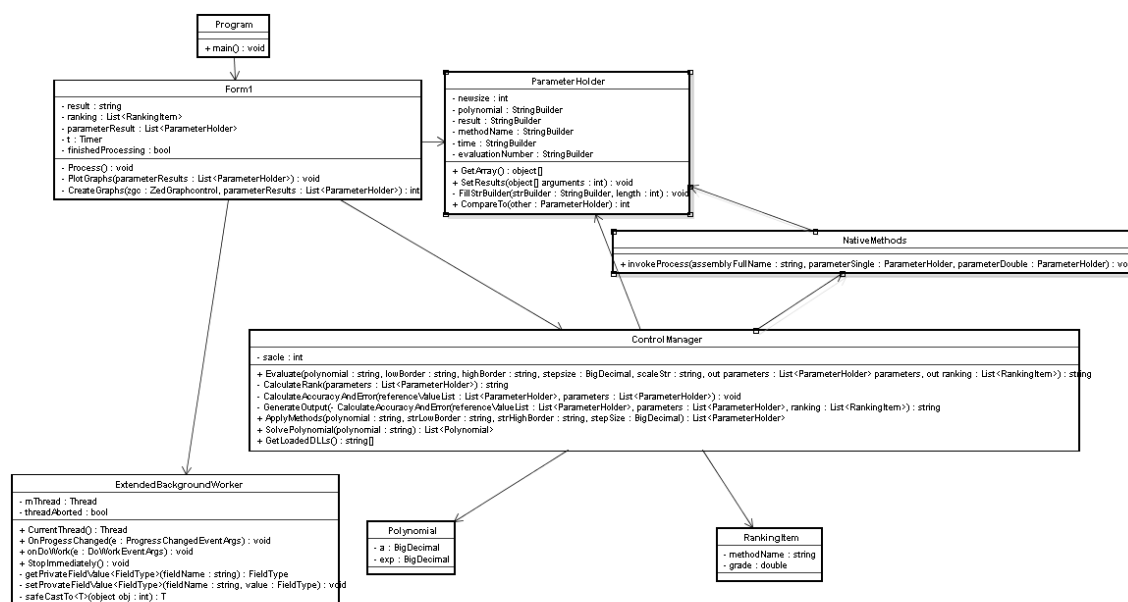 Program
+ main() : void
Form1
- result : string
- ranking : List<RankingItem>
- parameterResult : List<ParameterHolder>
- t : Timer
- finishedProcessing : bool
- Process() : void
- PlotGraphs(parameterResults : List<ParameterHolder>) : void
- CreateGraphs(zgc : ZedGraphcontrol, parameterResults : List<ParameterHolder>) : int
ParameterHolder
- newsize : int
- polynomial : StringBuilder
- result : StringBuilder
- methodName : StringBuilder
- time : StringBuilder
- evaluationNumber : StringBuilder
+ GetArray() : object[]
+ SetResults(object[] arguments : int) : void
- FillStrBuilder(strBuilder : StringBuilder, length : int) : void
+ CompareTo(other : ParameterHolder) : int
NativeMethods
+ invokeProcess(assemblyFullName : string, parameterSingle : ParameterHolder, parameterDouble : ParameterHolder) : vo
ControlManager
- sacle : int
+ Evaluate(polynomial : string, lowBorder : string, highBorder : string, stepsize : BigDecimal, scaleStr : string, out parameters : List<ParameterHolder> parameters, out ranking : List<RankingItem>) : string
- CalculateRank(parameters : List<ParameterHolder>) : string
- CalculateAccuracyAndError(referenceValueList : List<ParameterHolder>, parameters : List<ParameterHolder>) : void
- GenerateOutput(- CalculateAccuracyAndError(referenceValueList : List<ParameterHolder>, parameters : List<ParameterHolder>, ranking : List<RankingItem>) : string
+ ApplyMethods(polynomial : string, strLowBorder : string, strHighBorder : string, stepSize : BigDecimal) : List<ParameterHolder>
+ SolvePolynomial(polynomial : string) : List<Polynomial>
+ GetLoadedDLLs() : string[]
ExtendedBackgroundWorker
- mThread : Thread
- threadAborted : bool
+ CurrentThread() : Thread
+ OnProgessChanged(e : ProgressChangedEventArgs) : void
+ onDoWork(e : DoWorkEventArgs) : void
+ StopImmediately() : void
- getPrivateFieldValue<FieldType>(fieldName : string) : FieldType
- setProvateFieldValue<FieldType>(fieldName : string, value : FieldType) : void
- safeCastTo<T>(object obj : int) : T
Polynomial
- a : BigDecimal
- exp : BigDecimal
RankingItem
- methodName : string
- grade : double